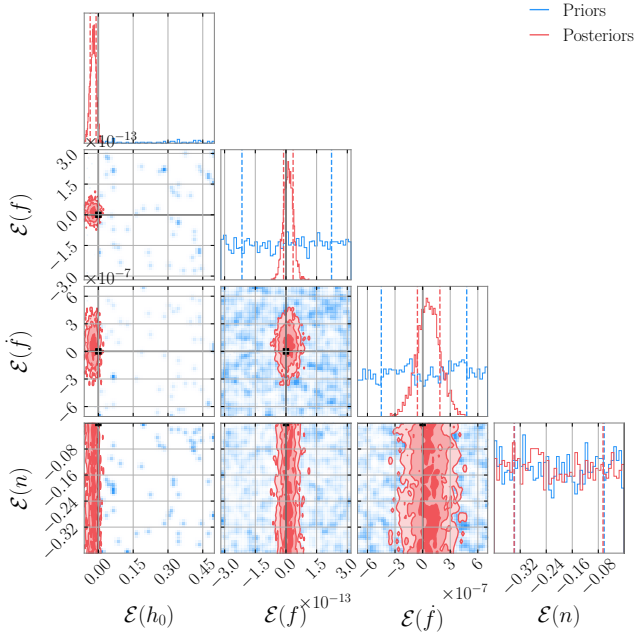 Priors
Posteriors
×10⁻¹³
3.0
1.5
0.0
−1.5
−3.0
ℰ(f)
×10⁻⁷
6
3
0
−3
−6
ℰ(ḟ)
−0.08
−0.16
−0.24
−0.32
ℰ(n)
0.00 0.15 0.30 0.45
−3.0 −1.5 0.0 1.5 3.0
−6 −3 0 3 6
−0.32 −0.24 −0.16 −0.08
×10⁻¹³
×10⁻⁷
ℰ(h₀)
ℰ(f)
ℰ(ḟ)
ℰ(n)